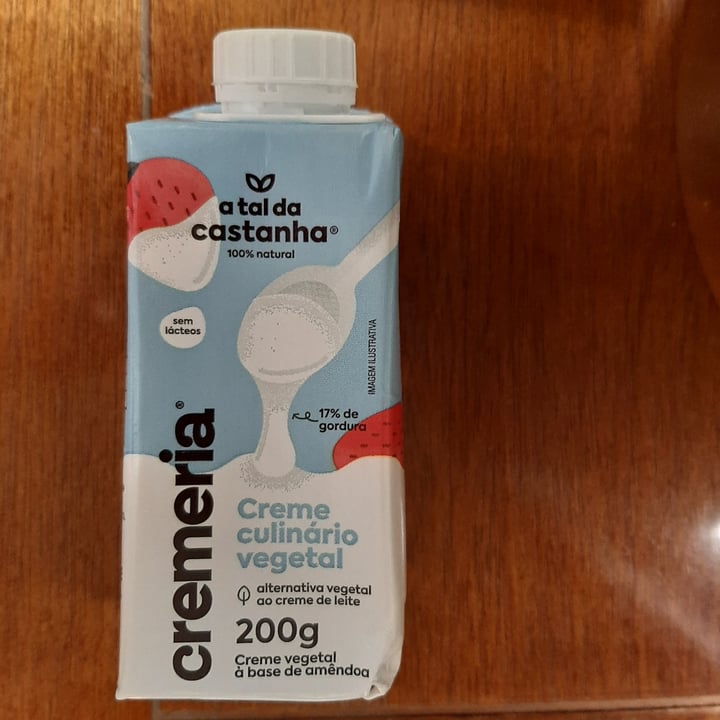 a tal da
castanha®
100% natural
sem
lácteos
IMAGEM ILUSTRATIVA
17% de
gordura
cremeria®
Creme
culinário
vegetal
alternativa vegetal
ao creme de leite
200g
Creme vegetal
à base de amêndoa